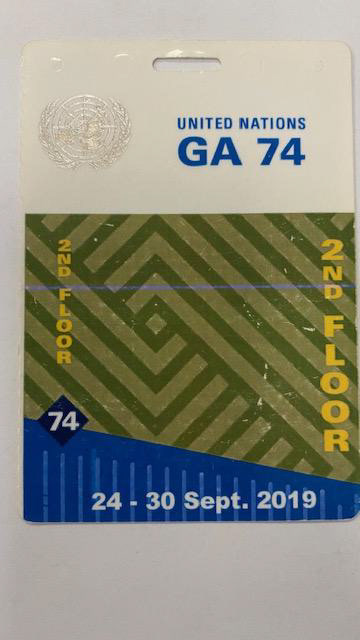 UNITED NATIONS
GA 74
2ND FLOOR
2ND FLOOR
74
24 - 30 Sept. 2019